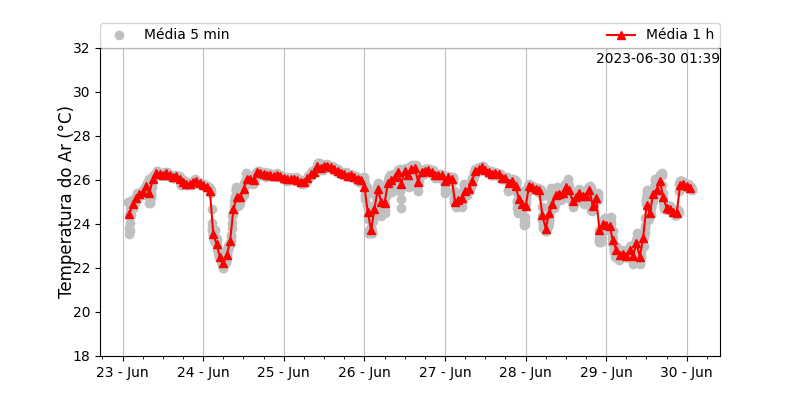 Média 5 min
Média 1 h
2023-06-30 01:39
Temperatura do Ar (°C)
32
30
28
26
24
22
20
18
23 - Jun
24 - Jun
25 - Jun
26 - Jun
27 - Jun
28 - Jun
29 - Jun
30 - Jun